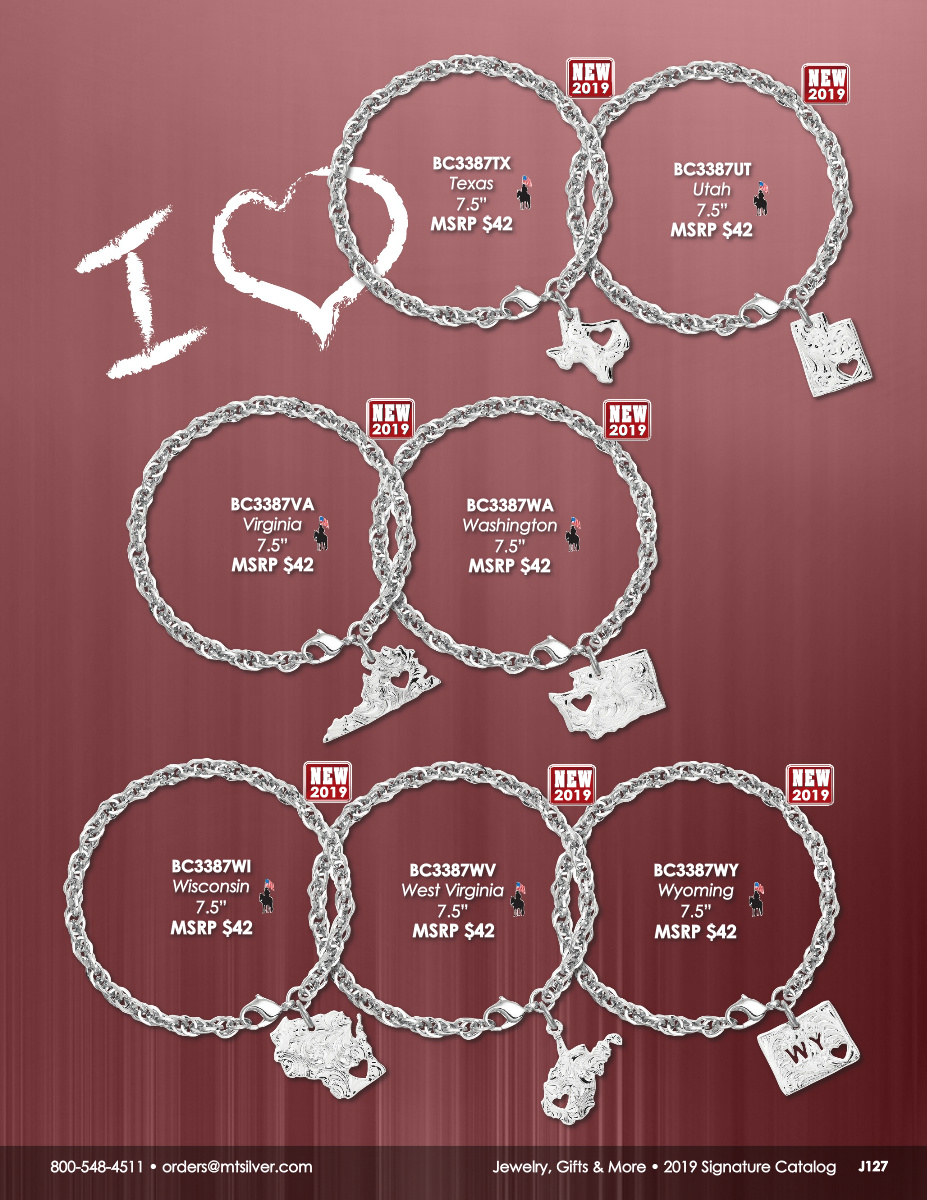 I
NEW
2019
NEW
2019
BC3387TX
Texas
7.5"
MSRP $42
BC3387UT
Utah
7.5"
MSRP $42
NEW
2019
NEW
2019
BC3387VA
Virginia
7.5"
MSRP $42
BC3387WA
Washington
7.5"
MSRP $42
NEW
2019
NEW
2019
NEW
2019
BC3387WI
Wisconsin
7.5"
MSRP $42
BC3387WV
West Virginia
7.5"
MSRP $42
BC3387WY
Wyoming
7.5"
MSRP $42
WY
800-548-4511 • orders@mtsilver.com
Jewelry, Gifts & More • 2019 Signature Catalog J127